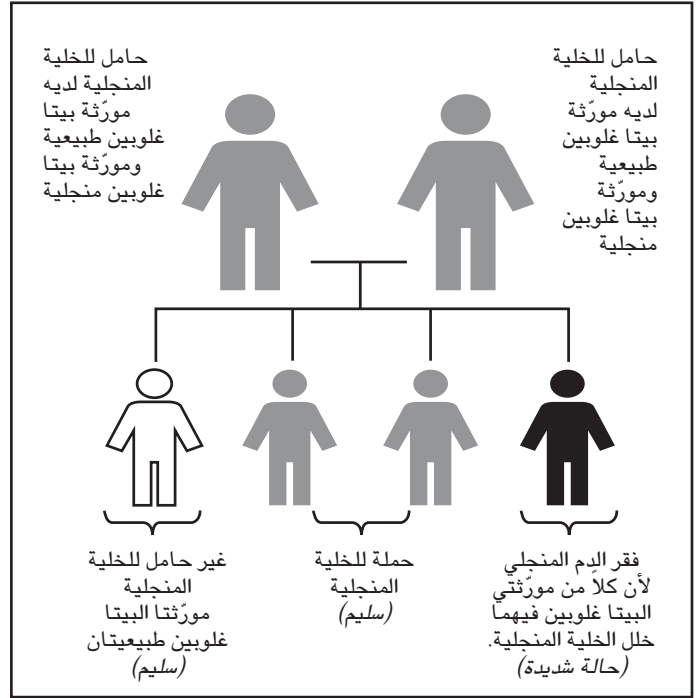 حامل للخلية
المنجلية
لديه مورّثة
بيتا غلوبين
طبيعية
ومورّثة
بيتا غلوبين
منجلية
حامل للخلية
المنجلية لديه
مورّثة بيتا
غلوبين طبيعية
ومورّثة بيتا
غلوبين منجلية
فقر الدم المنجلي
لأن كلاً من مورّثتي
البيتا غلوبين فيهما
خلل الخلية المنجلية.
(حالة شديدة)
حملة للخلية
المنجلية
(سليم)
غير حامل للخلية
المنجلية
مورّثتا البيتا
غلوبين طبيعيتان
(سليم)